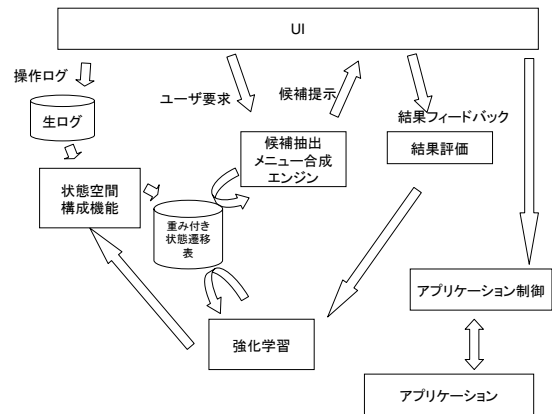 UI
操作ログ
ユーザ要求
候補提示
生ログ
結果フィードバック
候補抽出
メニュー合成
エンジン
結果評価
状態空間
構成機能
重み付き
状態遷移
表
アプリケーション制御
強化学習
アプリケーション